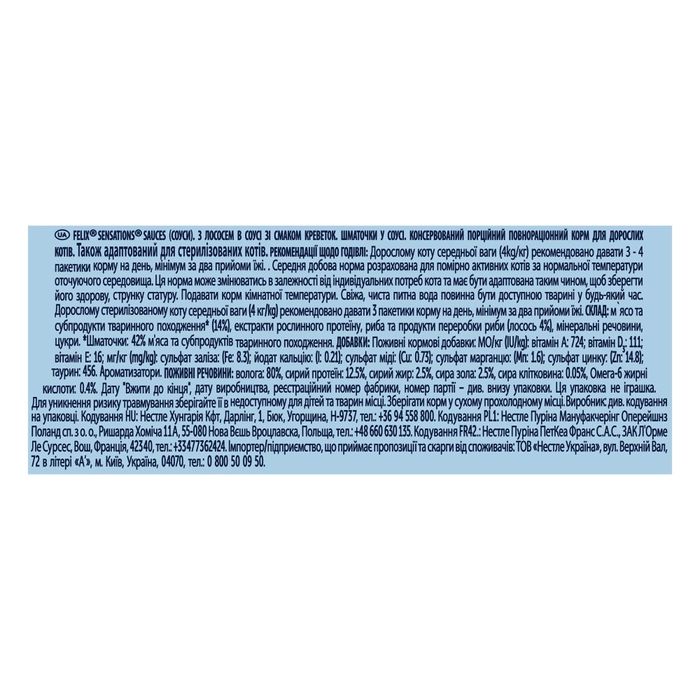 UA FELIX® SENSATIONS® SAUCES (СОУСИ). З ЛОСОСЕМ В СОУСІ ЗІ СМАКОМ КРЕВЕТОК. ШМАТОЧКИ У СОУСІ. КОНСЕРВОВАНИЙ ПОРЦІЙНИЙ ПОВНОРАЦІОННИЙ КОРМ ДЛЯ ДОРОСЛИХ
КОТІВ. Також адаптований для стерилізованих котів. РЕКОМЕНДАЦІЇ ЩОДО ГОДІВЛІ: Дорослому коту середньої ваги (4kg/кг) рекомендовано давати 3 - 4
пакетики корму на день, мінімум за два прийоми їжі. . Середня добова норма розрахована для помірно активних котів за нормальної температури
оточуючого середовища. Ця норма може змінюватись в залежності від індивідуальних потреб кота та має бути адаптована таким чином, щоб зберегти
його здорову, струнку статуру. Подавати корм кімнатної температури. Свіжа, чиста питна вода повинна бути доступною тварині у будь-який час.
Дорослому стерилізованому коту середньої ваги (4 кг/kg) рекомендовано давати 3 пакетики корму на день, мінімум за два прийоми їжі. СКЛАД: м`ясо та
субпродукти тваринного походження* (14%), екстракти рослинного протеїну, риба та продукти переробки риби (лосось 4%), мінеральні речовини,
цукри. *Шматочки: 42% м'яса та субпродуктів тваринного походження. ДОБАВКИ: Поживні кормові добавки: МО/кг (IU/kg): вітамін А: 724; вітамін D₃: 111;
вітамін Е: 16; мг/кг (mg/kg): сульфат заліза: (Fe: 8.3); йодат кальцію: (I: 0.21); сульфат міді: (Cu: 0.73); сульфат марганцю: (Mn: 1.6); сульфат цинку: (Zn: 14.8);
таурин: 456. Ароматизатори. ПОЖИВНІ РЕЧОВИНИ: волога: 80%, сирий протеїн: 12.5%, сирий жир: 2.5%, сира зола: 2.5%, сира клітковина: 0.05%, Омега-6 жирні
кислоти: 0.4%. Дату "Вжити до кінця", дату виробництва, реєстраційний номер фабрики, номер партії – див. внизу упаковки. Ця упаковка не іграшка.
Для уникнення ризику травмування зберігайте її в недоступному для дітей та тварин місці. Зберігати корм у сухому прохолодному місці. Виробник див. кодування
на упаковці. Кодування HU: Нестле Хунгарія Кфт, Дарлінг, 1, Бюк, Угорщина, Н-9737, тел.: +36 94 558 800. Кодування PL1: Нестле Пуріна Мануфакчерінг Оперейшнз
Поланд сп. з о. о., Ришарда Хоміча 11А, 55-080 Нова Вєшь Вроцлавска, Польща, тел.: +48 660 630 135. Кодування FR42.: Нестле Пуріна ПетКеа Франс С.А.С., ЗАК Л'Орме
Ле Сурсес, Вош, Франція, 42340, тел.: +33477362424. Імпортер/підприємство, що приймає пропозиції та скарги від споживачів: ТОВ «Нестле Україна», вул. Верхній Вал,
72 в літері «А'», м. Київ, Україна, 04070, тел.: 0 800 50 09 50.